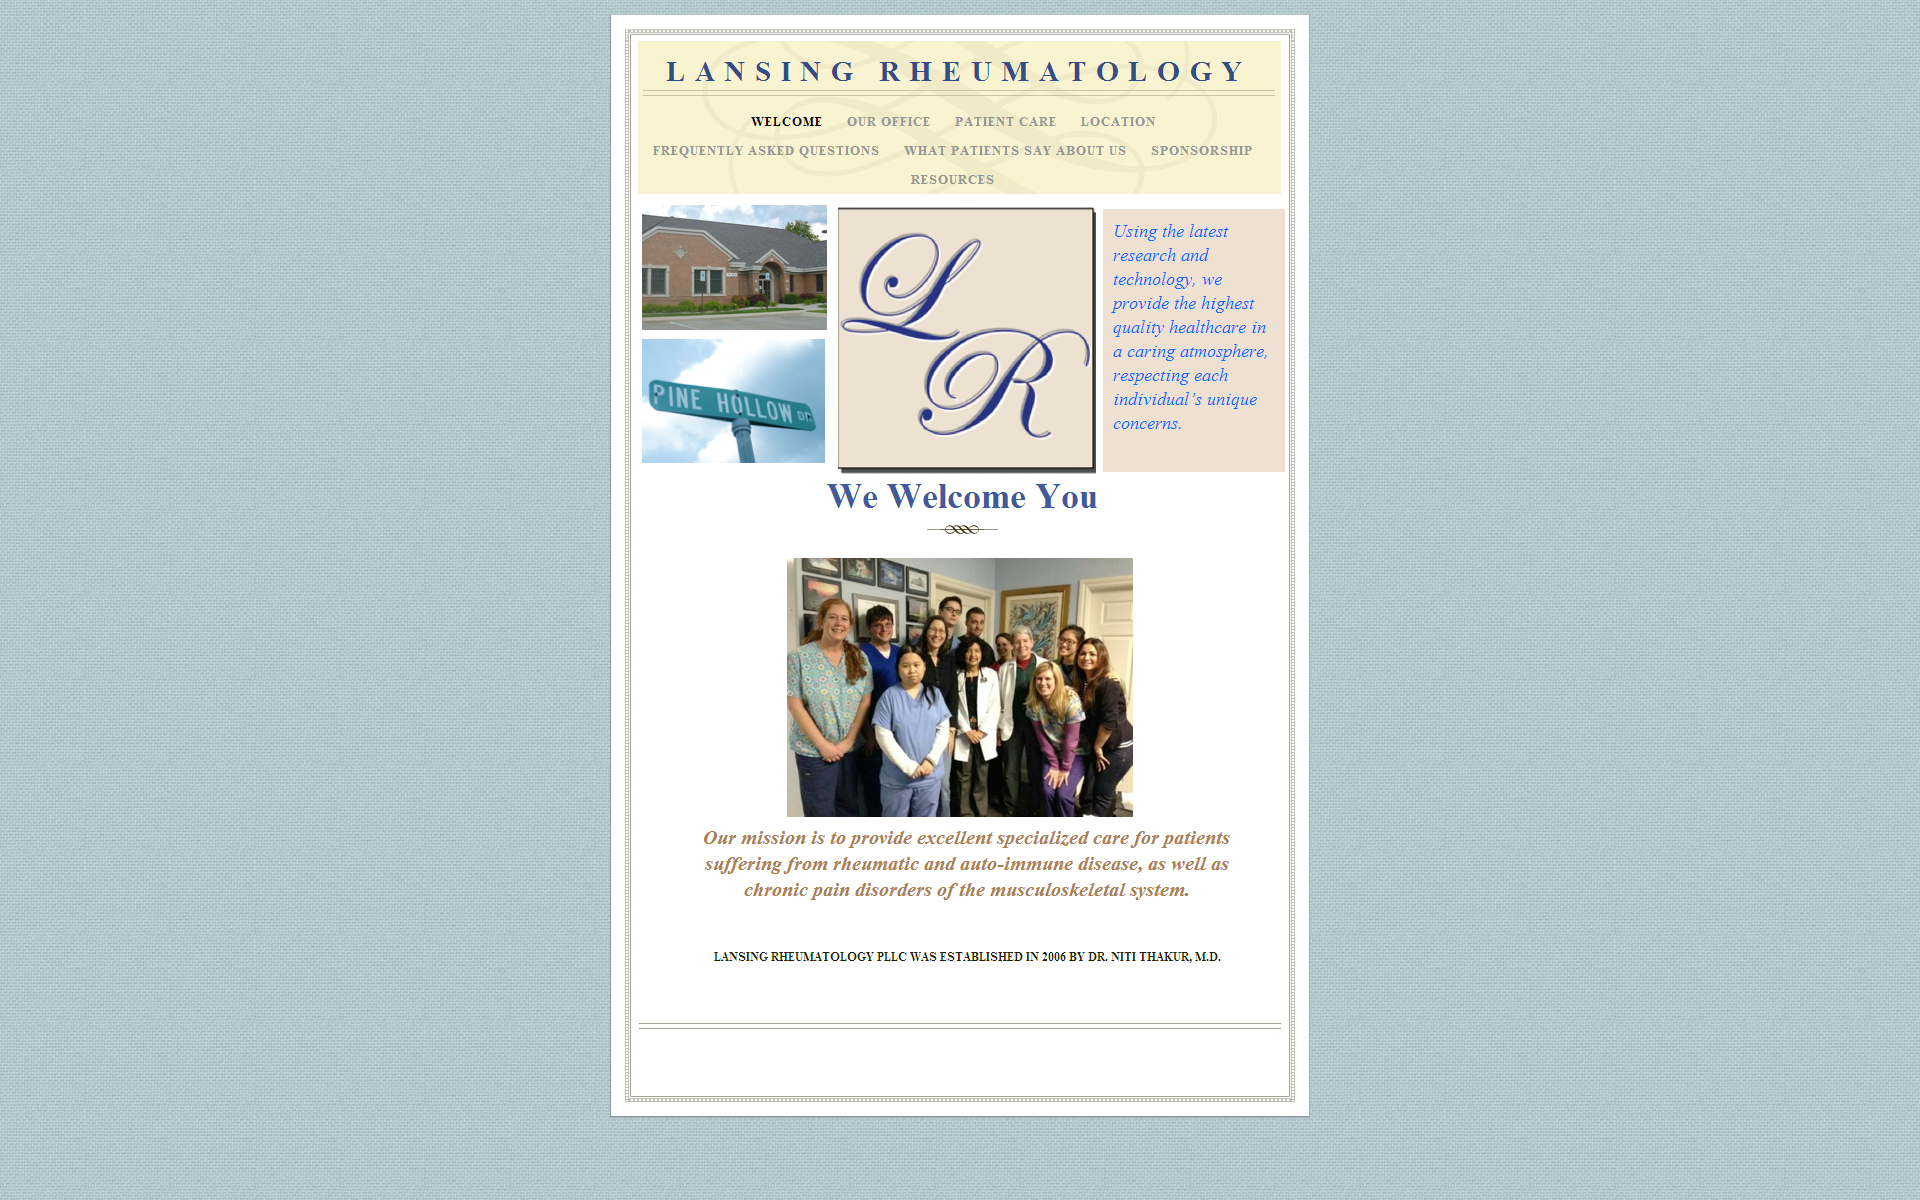 LANSING RHEUMATOLOGY
WELCOME OUR OFFICE PATIENT CARE LOCATION
FREQUENTLY ASKED QUESTIONS WHAT PATIENTS SAY ABOUT US SPONSORSHIP
RESOURCES
PINE HOLLOW DR
LR
Using the latest
research and
technology, we
provide the highest
quality healthcare in
a caring atmosphere,
respecting each
individual’s unique
concerns.
We Welcome You
Our mission is to provide excellent specialized care for patients
suffering from rheumatic and auto-immune disease, as well as
chronic pain disorders of the musculoskeletal system.
LANSING RHEUMATOLOGY PLLC WAS ESTABLISHED IN 2006 BY DR. NITI THAKUR, M.D.